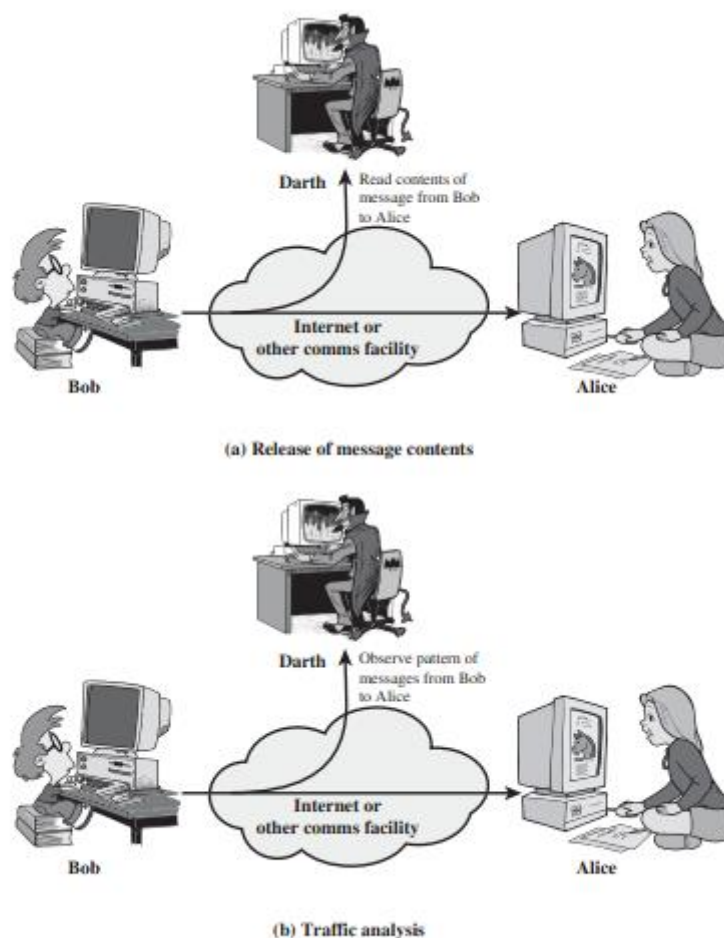 Darth
Read contents of
message from Bob
to Alice
Internet or
other comms facility
Bob
Alice
(a) Release of message contents
Darth
Observe pattern of
messages from Bob
to Alice
Internet or
other comms facility
Bob
Alice
(b) Traffic analysis